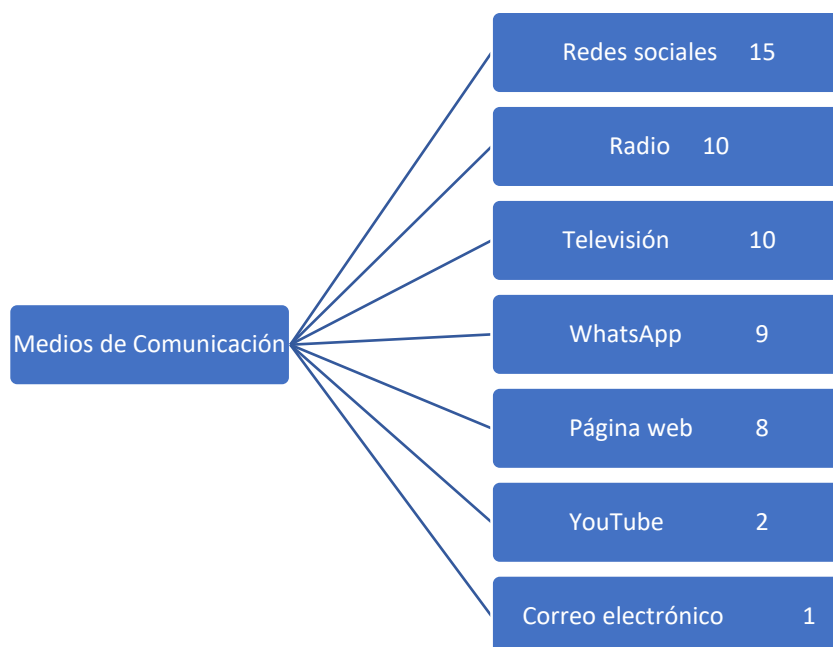 Medios de Comunicación
Redes sociales 15
Radio 10
Televisión 10
WhatsApp 9
Página web 8
YouTube 2
Correo electrónico 1